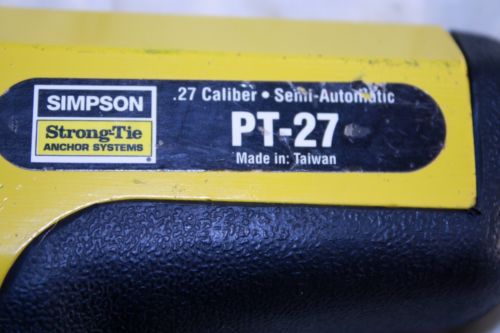 SIMPSON
Strong-Tie
ANCHOR SYSTEMS
.27 Caliber • Semi-Automatic
PT-27
Made in: Taiwan